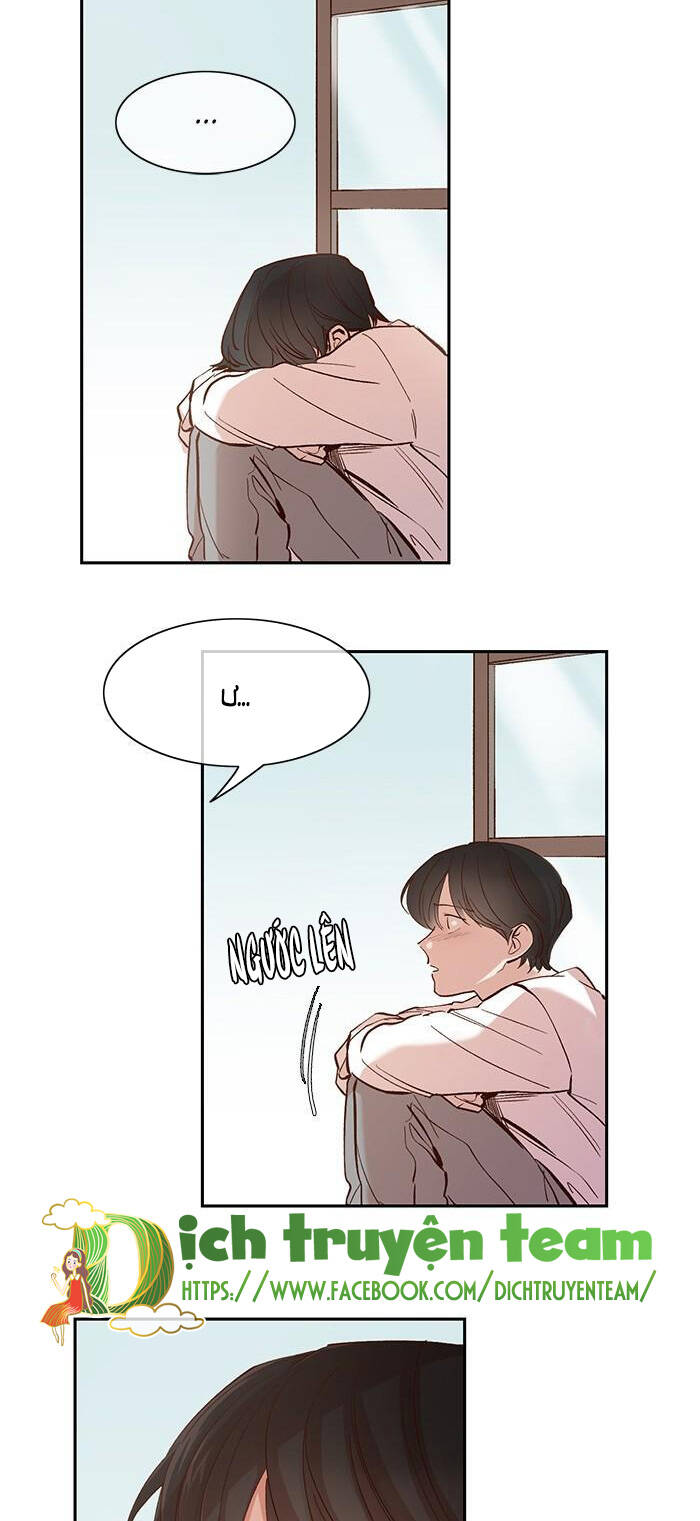 ...
Ư...
NGƯỚC LÊN
Dịch truyện team
HTTPS://WWW.FACEBOOK.COM/DICHTRUYENTEAM/